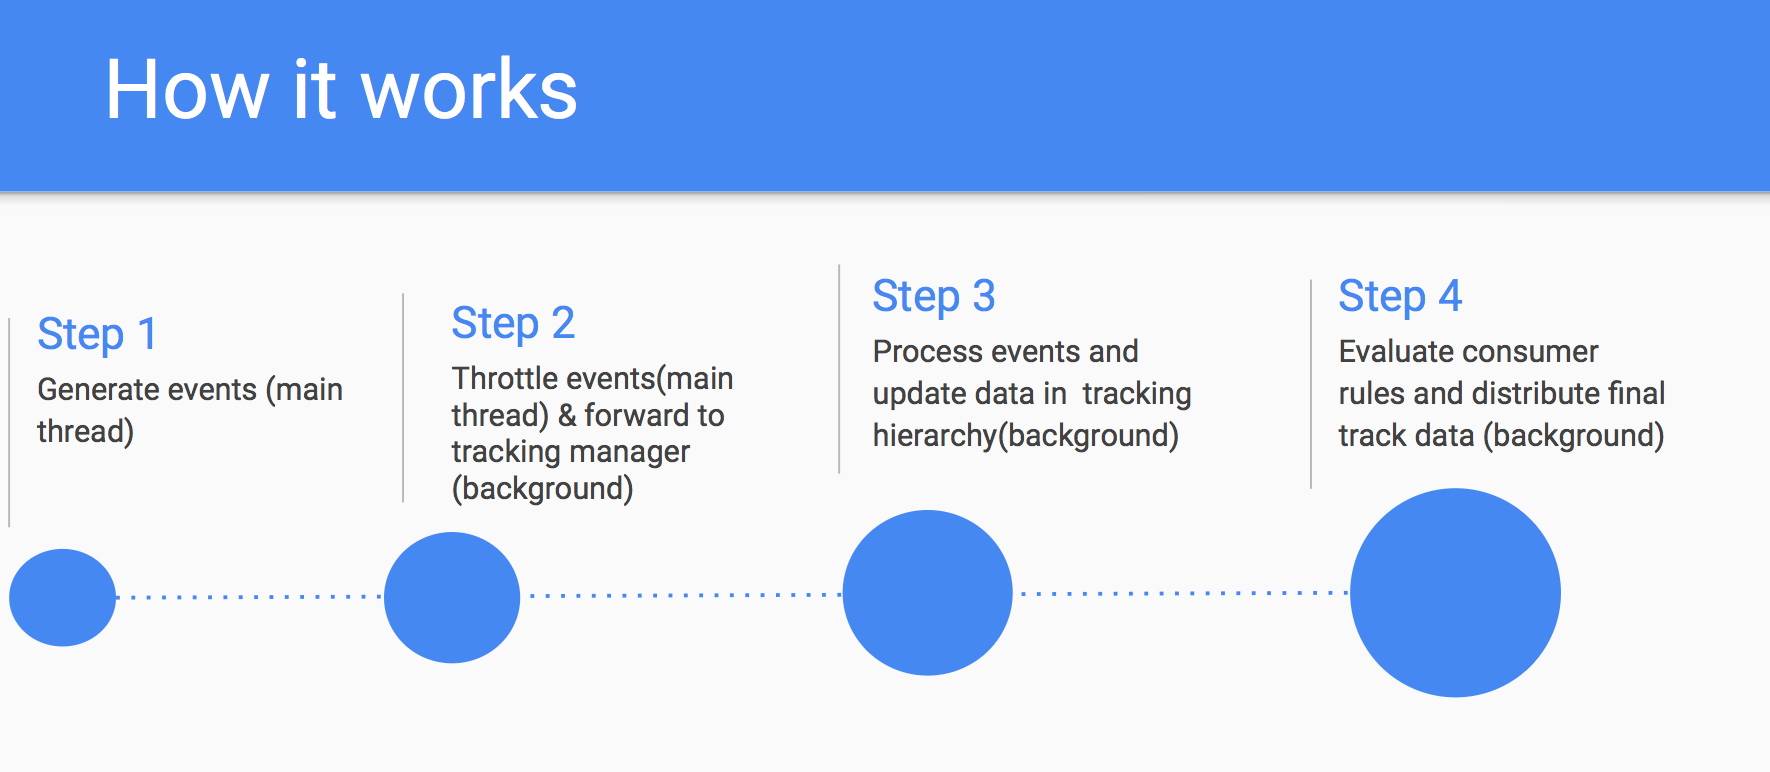 How it works
Step 1
Generate events (main
thread)
Step 2
Throttle events(main
thread) & forward to
tracking manager
(background)
Step 3
Process events and
update data in  tracking
hierarchy(background)
Step 4
Evaluate consumer
rules and distribute final
track data (background)